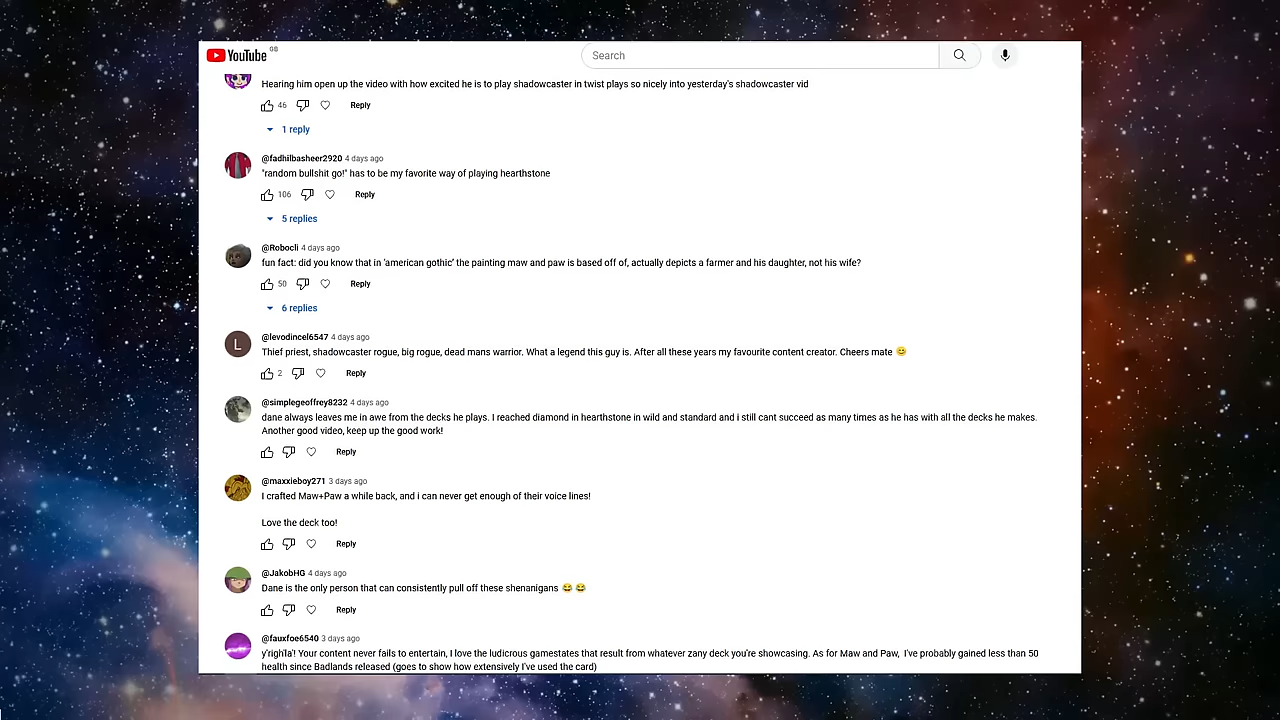 YouTube GB
Search
Hearing him open up the video with how excited he is to play shadowcaster in twist plays so nicely into yesterday's shadowcaster vid
46 Reply
1 reply
@fadhilbasheer2920 4 days ago
"random bullshit go!" has to be my favorite way of playing hearthstone
106 Reply
5 replies
@Robocli 4 days ago
fun fact: did you know that in 'american gothic' the painting maw and paw is based off of, actually depicts a farmer and his daughter, not his wife?
50 Reply
6 replies
L
@levodincel6547 4 days ago
Thief priest, shadowcaster rogue, big rogue, dead mans warrior. What a legend this guy is. After all these years my favourite content creator. Cheers mate 😊
2 Reply
@simplegeoffrey8232 4 days ago
dane always leaves me in awe from the decks he plays. I reached diamond in hearthstone in wild and standard and i still cant succeed as many times as he has with all the decks he makes.
Another good video, keep up the good work!
Reply
@maxxieboy271 3 days ago
I crafted Maw+Paw a while back, and i can never get enough of their voice lines!
Love the deck too!
Reply
@JakobHG 4 days ago
Dane is the only person that can consistently pull off these shenanigans 😂 😂
Reply
@fauxfoe6540 3 days ago
y'righ'la'! Your content never fails to entertain, I love the ludicrous gamestates that result from whatever zany deck you're showcasing. As for Maw and Paw, I've probably gained less than 50
health since Badlands released (goes to show how extensively I've used the card)